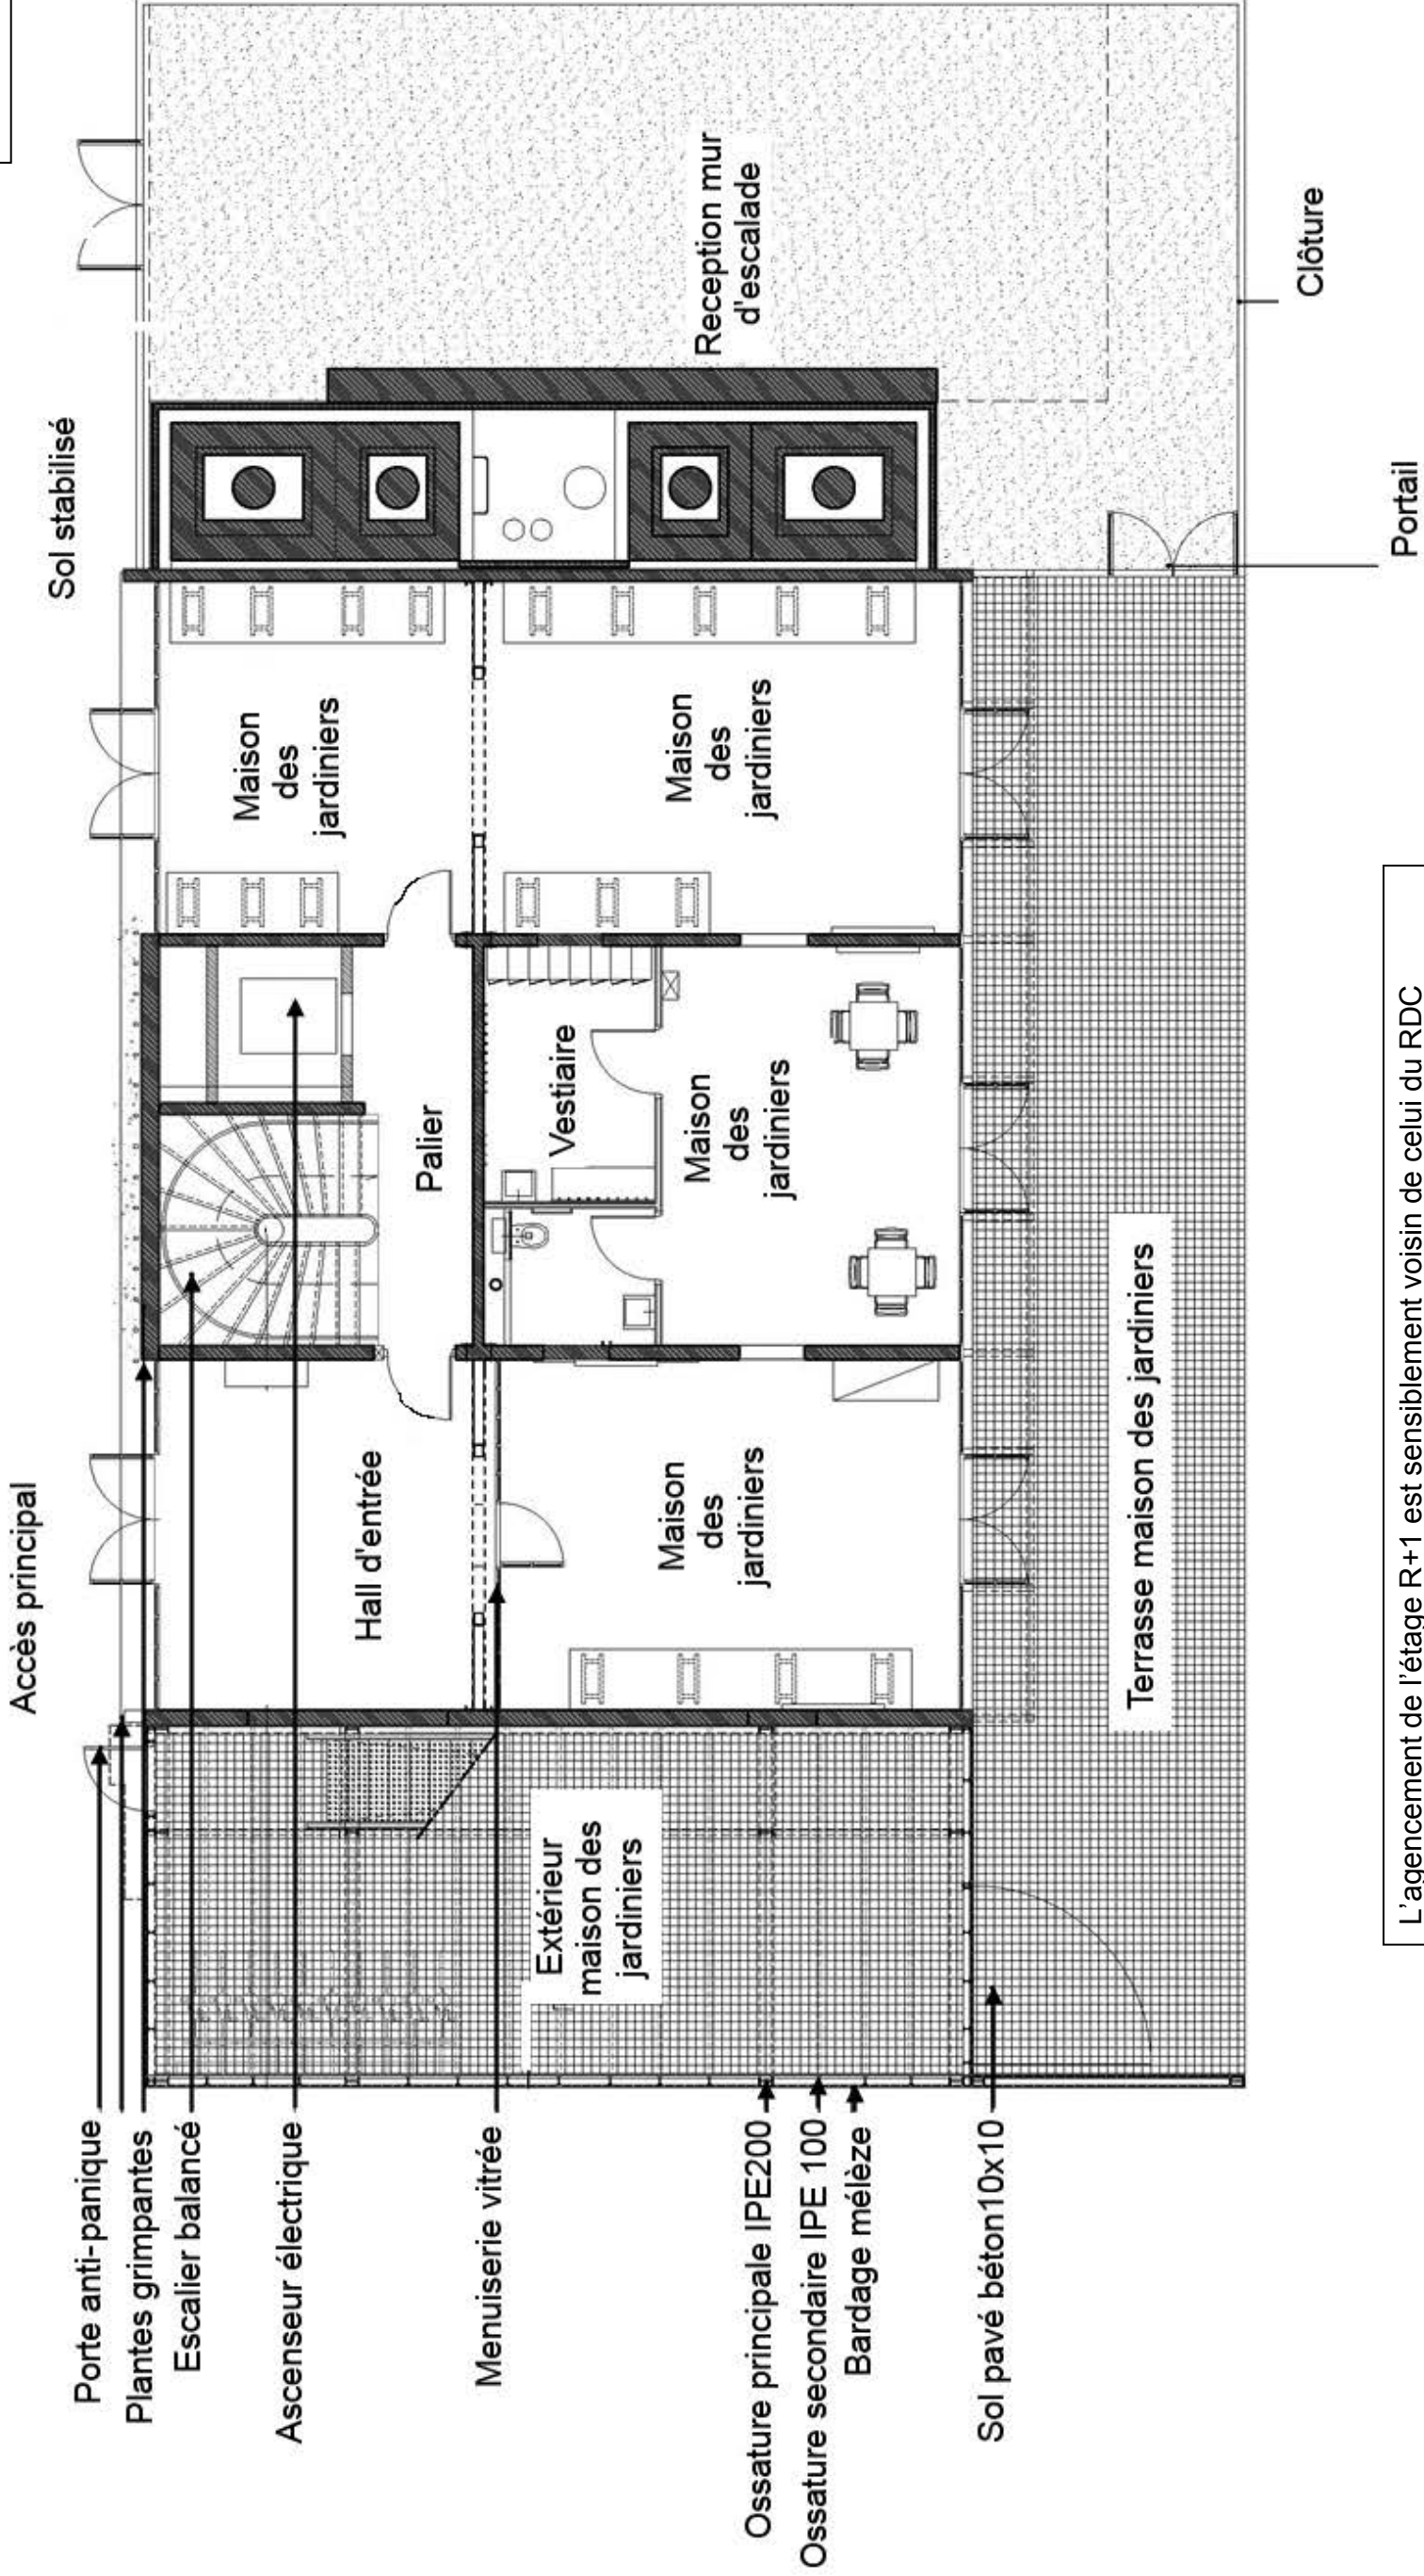 Accès principal
Sol stabilisé
Porte anti-panique
Plantes grimpantes
Escalier balancé
Ascenseur électrique
Menuiserie vitrée
Ossature principale IPE200
Ossature secondaire IPE 100
Bardage mélèze
Sol pavé béton10x10
Hall d'entrée
Palier
Maison
des
jardiniers
Reception mur
d'escalade
Vestiaire
Extérieur
maison des
jardiniers
Maison
des
jardiniers
Maison
des
jardiniers
Maison
des
jardiniers
Terrasse maison des jardiniers
Clôture
Portail
L'agencement de l'étage R+1 est sensiblement voisin de celui du RDC